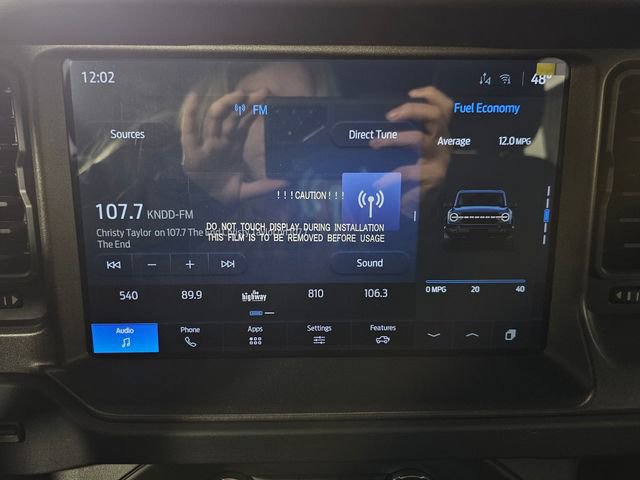 12:02
48°
FM
Fuel Economy
Sources
Direct Tune
Average 12.0 MPG
!!!CAUTION!!!
107.7 KNDD-FM
DO NOT TOUCH DISPLAY DURING INSTALLATION
Christy Taylor on 107.7 The End
THIS FILM IS TO BE REMOVED BEFORE USAGE
The End
Sound
0 MPG 20 40
540 89.9 the highway 810 106.3
Audio Phone Apps Settings Features